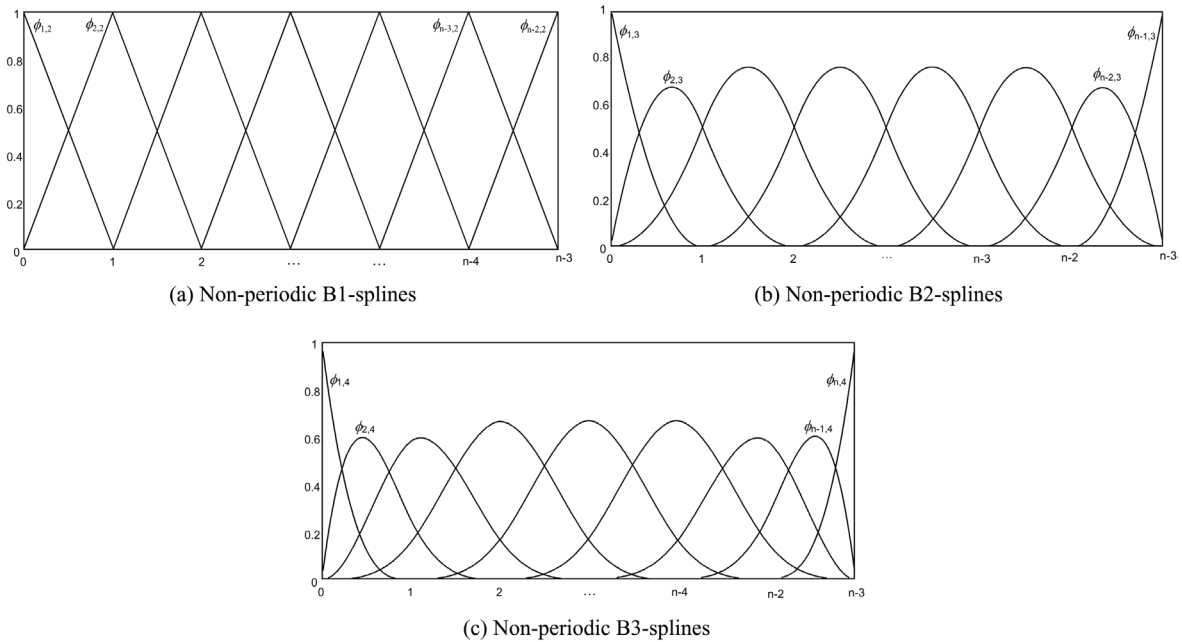 1
0.8
0.6
0.4
0.2
0
ϕ1,2
ϕ2,2
ϕn-3,2
ϕn-2,2
0 1 2 ... ... n-4 n-3
(a) Non-periodic B1-splines
1
0.8
0.6
0.4
0.2
0
ϕ1,3
ϕ2,3
ϕn-2,3
ϕn-1,3
0 1 2 ... n-3 n-2 n-3
(b) Non-periodic B2-splines
1
0.8
0.6
0.4
0.2
0
ϕ1,4
ϕ2,4
ϕn-1,4
ϕn,4
0 1 2 ... n-4 n-2 n-3
(c) Non-periodic B3-splines